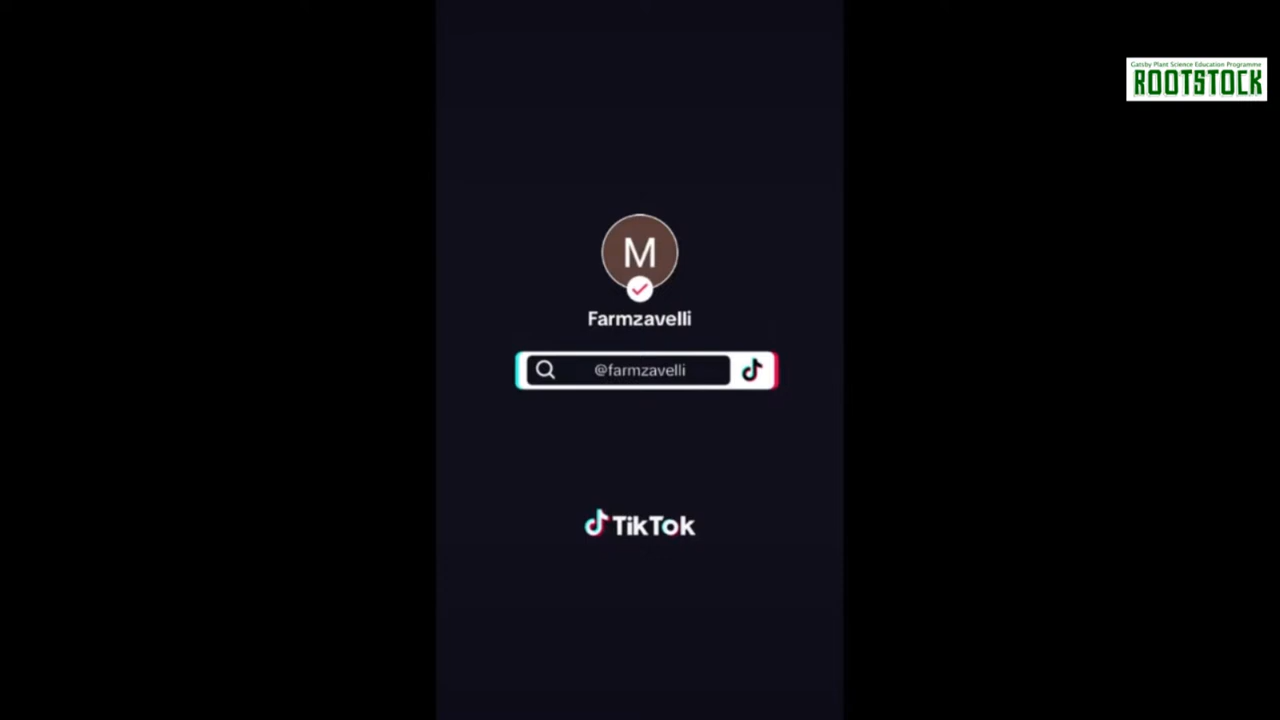 Gatsby Plant Science Education Programme
ROOTSTOCK
M
Farmzavelli
@farmzavelli
TikTok